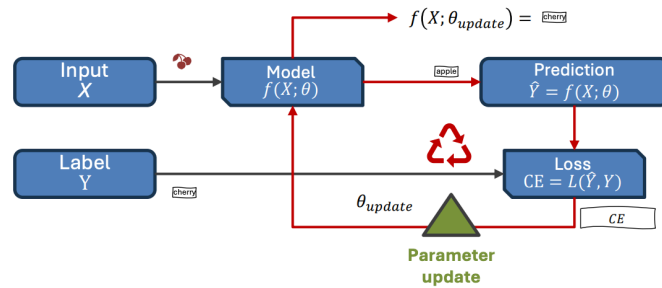 f(X; θ_update) = cherry
Input
X
Model
f(X; θ)
apple
Prediction
Ŷ = f(X; θ)
Label
Y
cherry
Loss
CE = L(Ŷ, Y)
θ_update
CE
Parameter
update